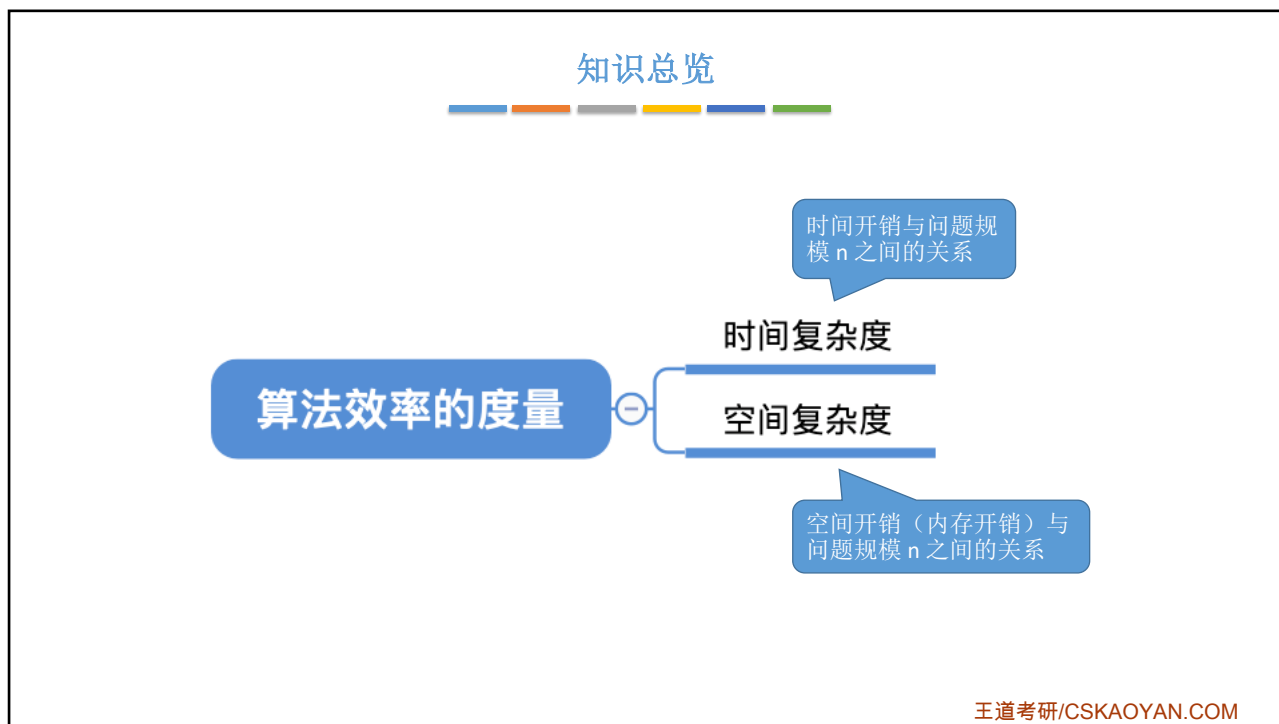 知识总览
时间开销与问题规
模 n 之间的关系
时间复杂度
算法效率的度量
空间复杂度
空间开销（内存开销）与
问题规模 n 之间的关系
王道考研/CSKAOYAN.COM